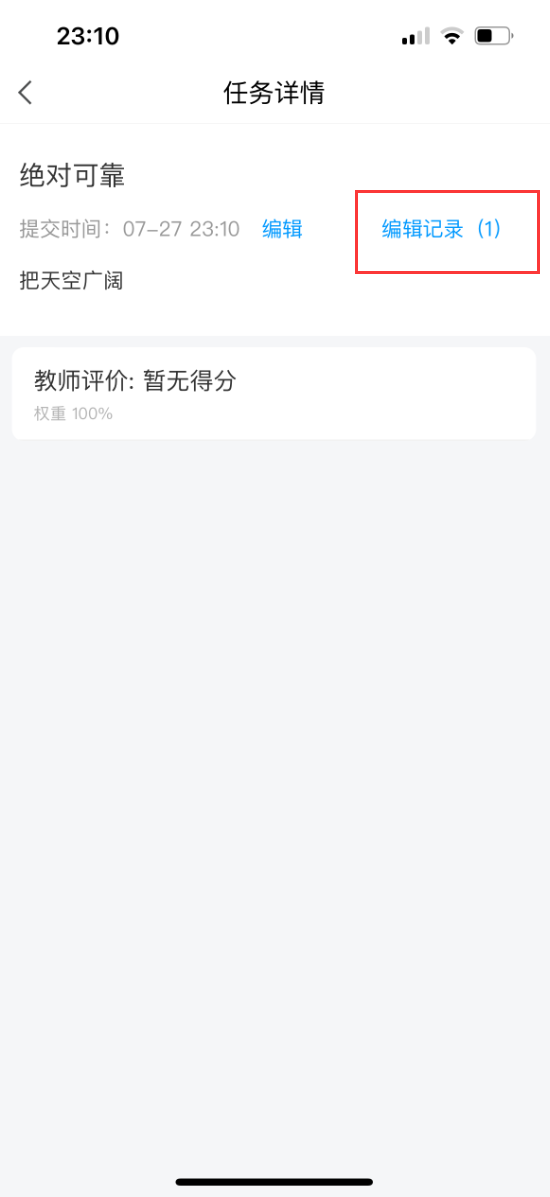 23:10
任务详情
绝对可靠
提交时间：07-27 23:10 编辑 编辑记录（1）
把天空广阔
教师评价: 暂无得分
权重 100%